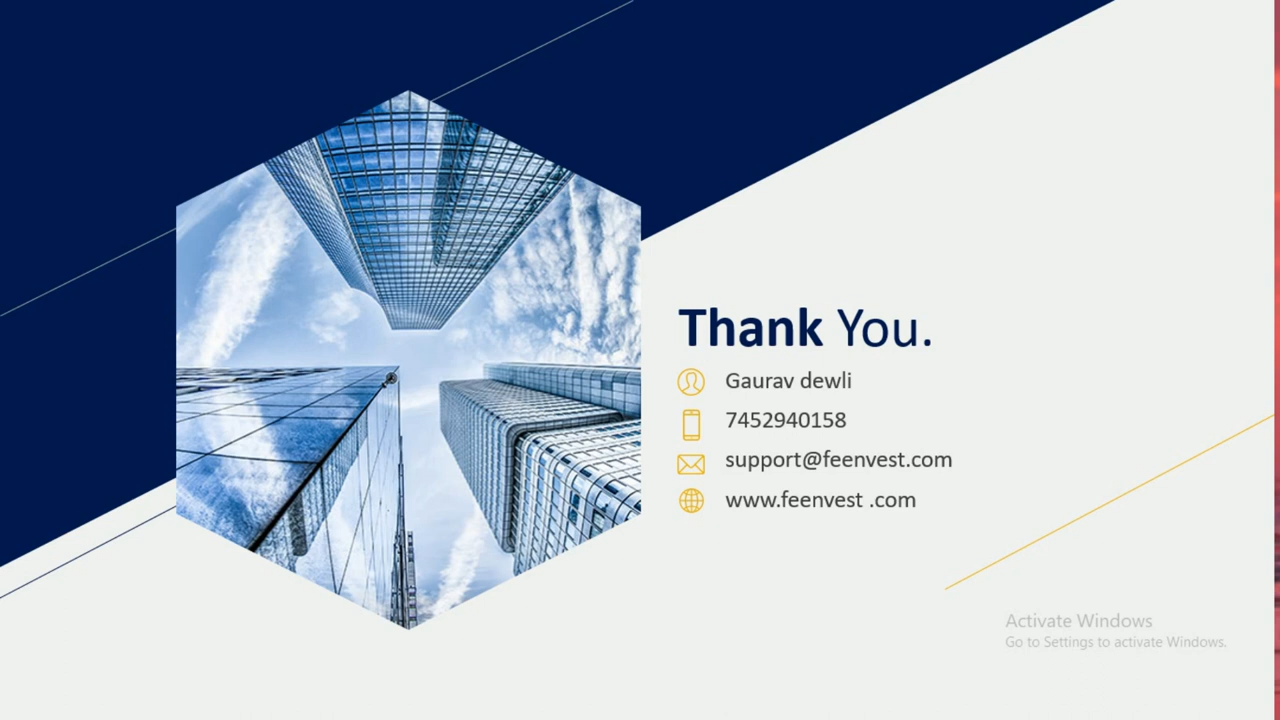 Thank You.
Gaurav dewli
7452940158
support@feenvest.com
www.feenvest .com
Activate Windows
Go to Settings to activate Windows.